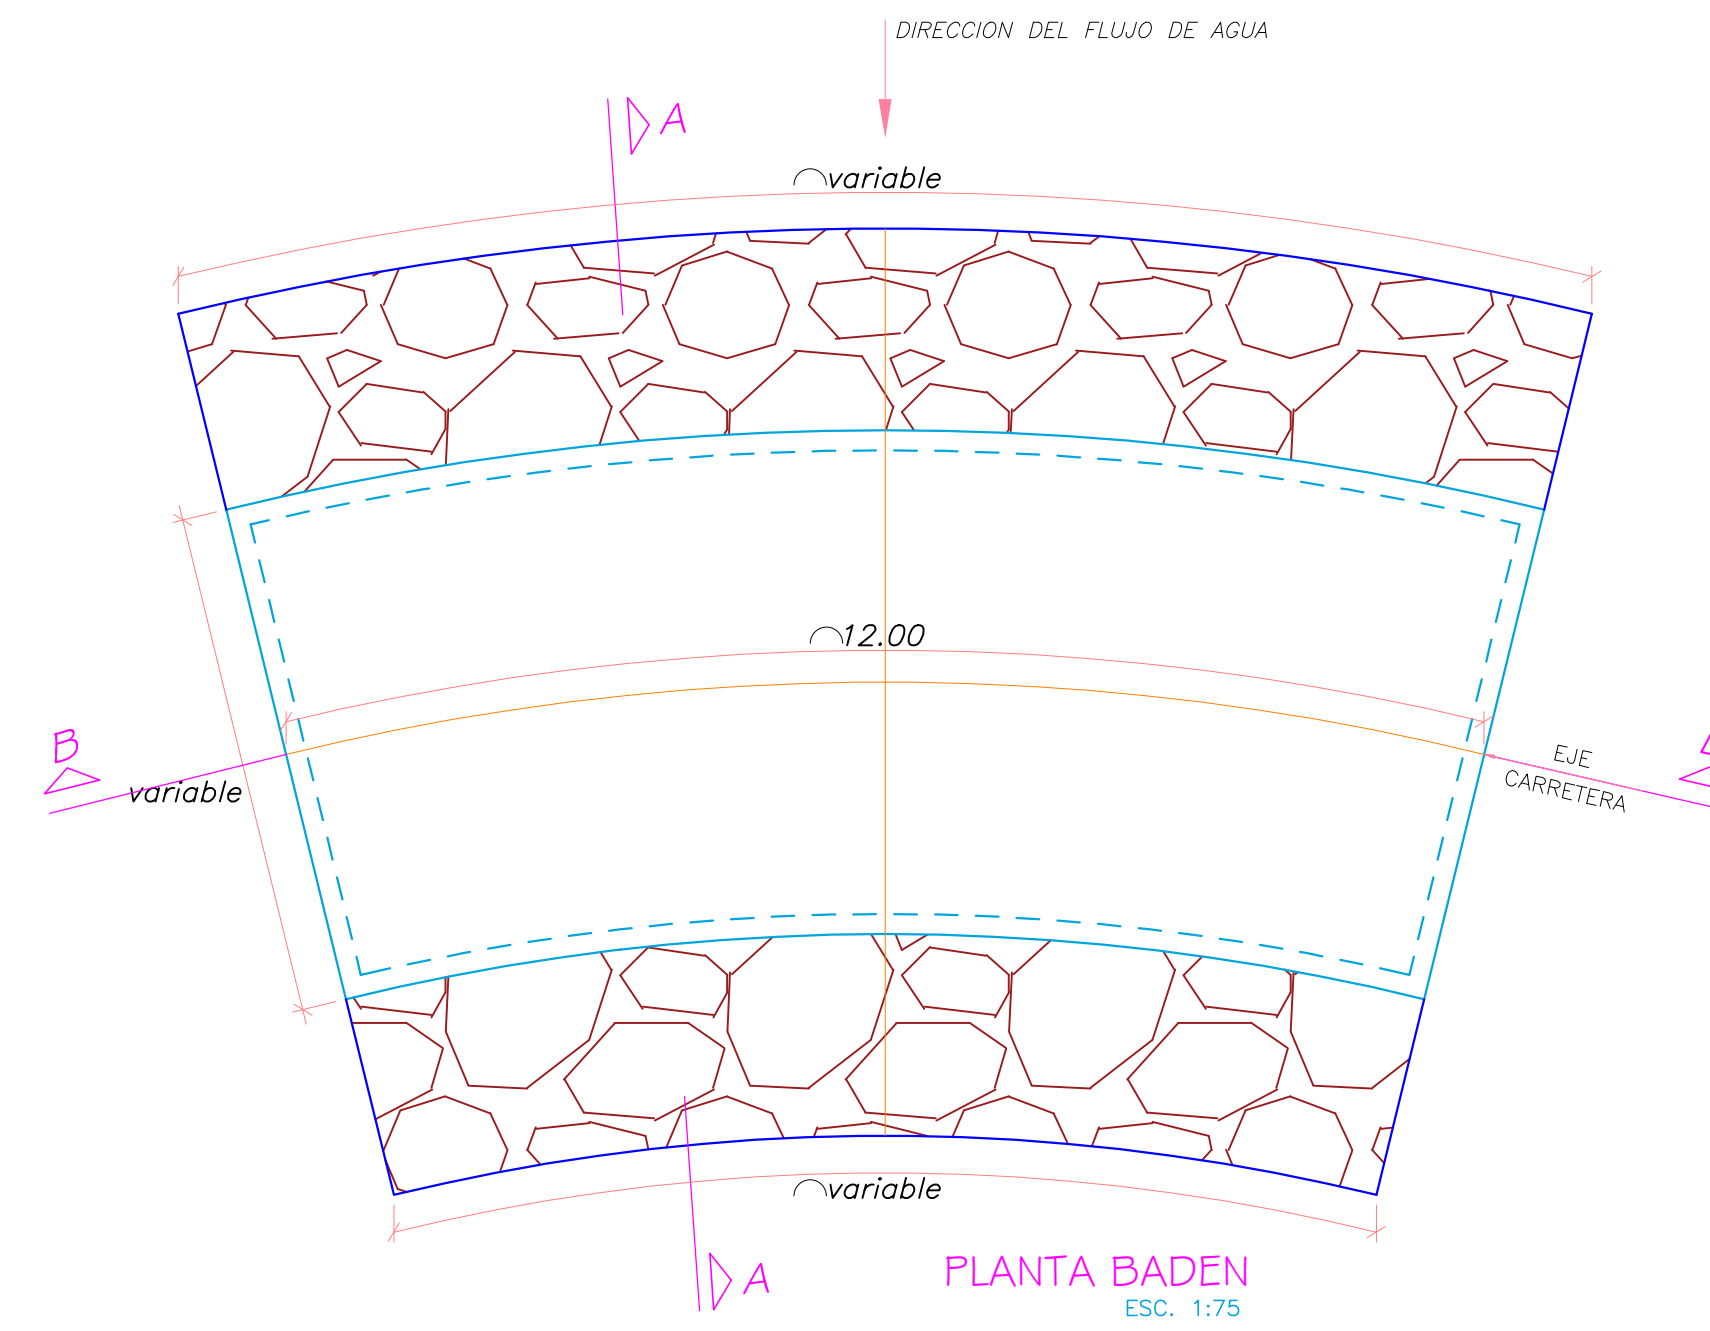 DIRECCION DEL FLUJO DE AGUA
A
variable
12.00
B
variable
EJE
CARRETERA
variable
A
PLANTA BADEN
ESC. 1:75